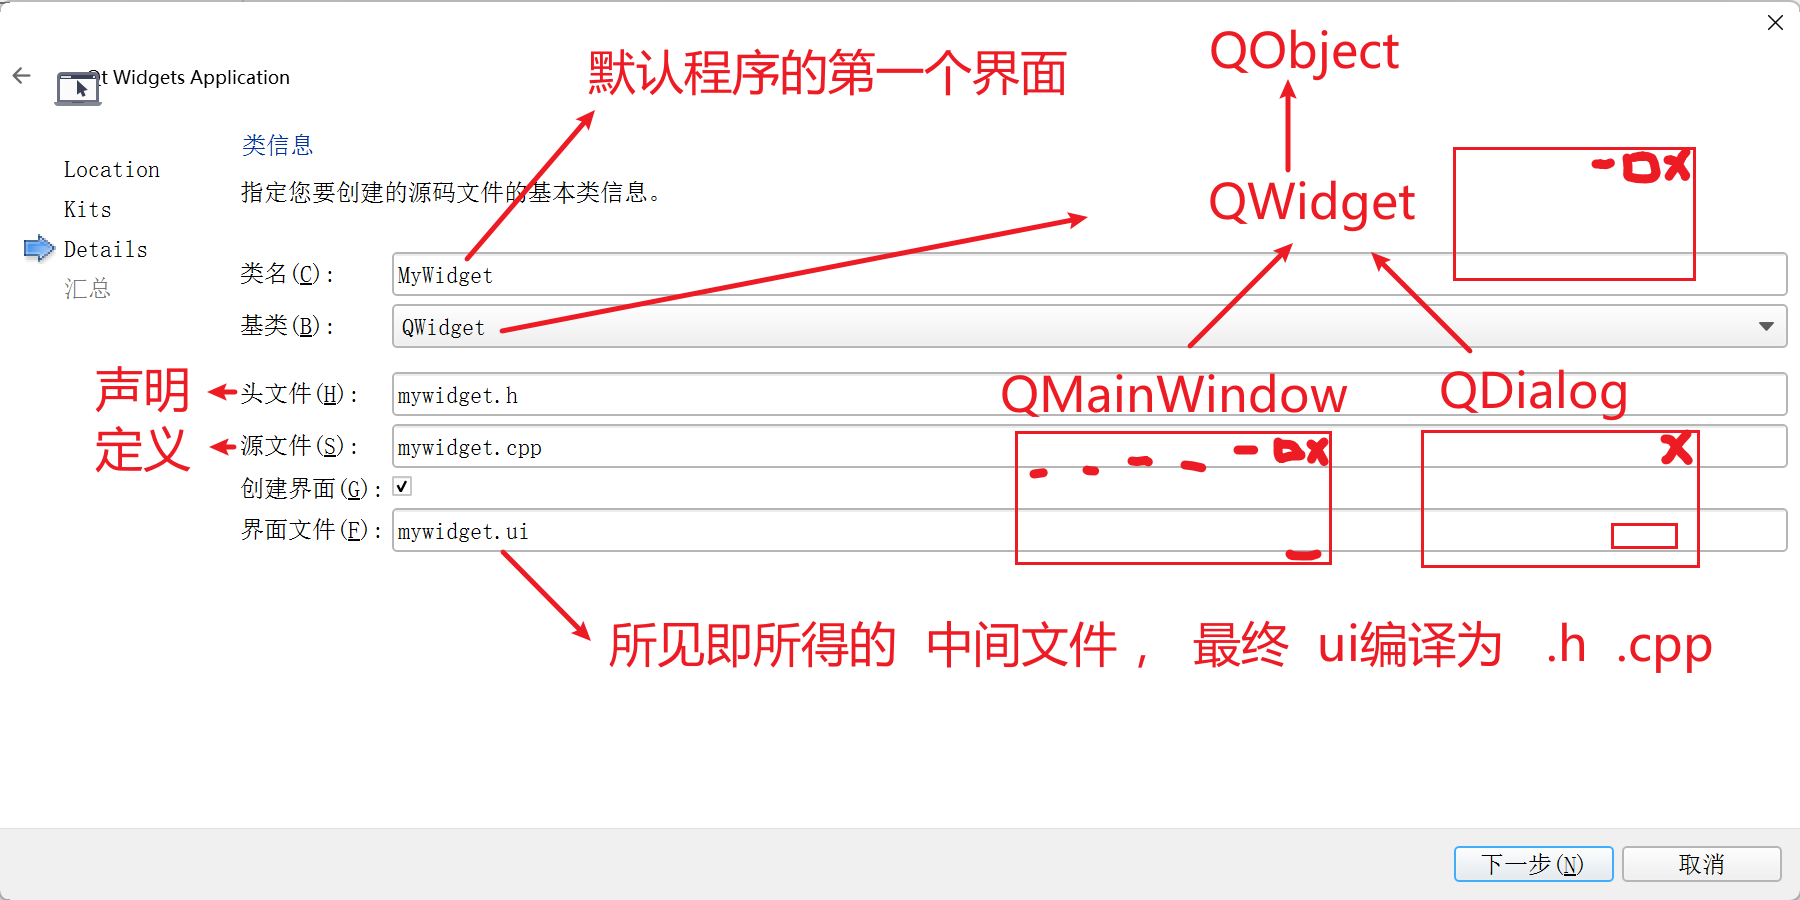 Qt Widgets Application
默认程序的第一个界面
QObject
类信息
Location
指定您要创建的源码文件的基本类信息。
QWidget
Kits
Details
类名(C):
MyWidget
汇总
基类(B):
QWidget
声明
头文件(H):
mywidget.h
QMainWindow
QDialog
定义
源文件(S):
mywidget.cpp
创建界面(G):
界面文件(F):
mywidget.ui
所见即所得的 中间文件， 最终 ui编译为 .h .cpp
下一步(N)
取消